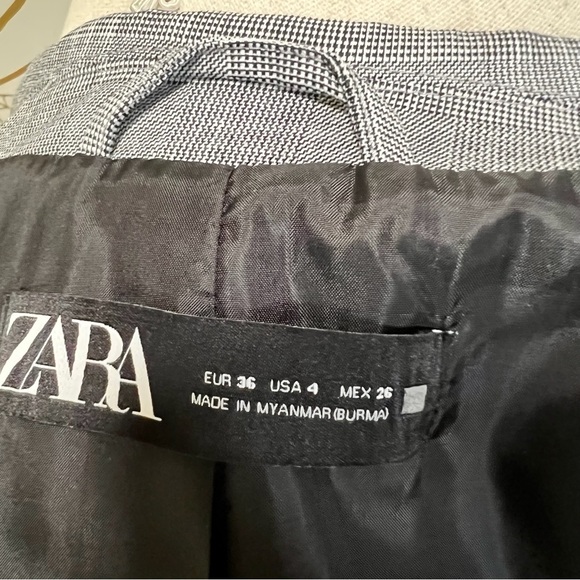 ZARA
EUR 36 USA 4 MEX 26
MADE IN MYANMAR(BURMA)